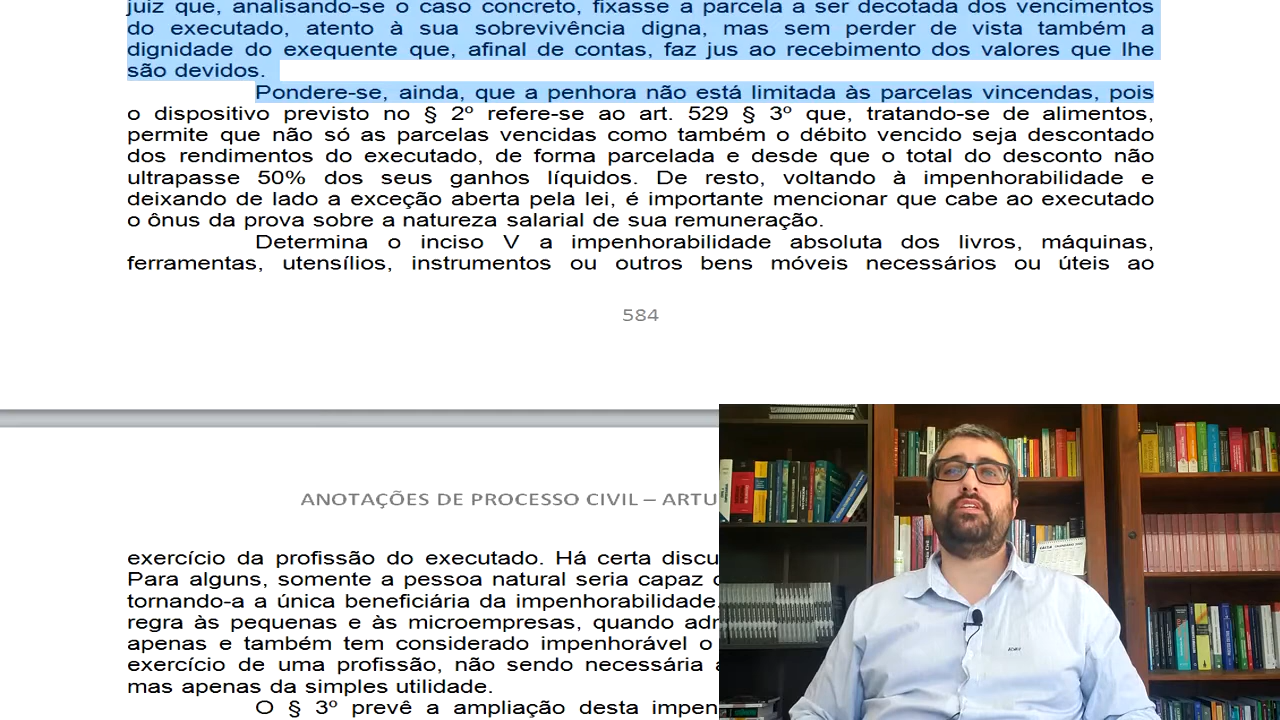 juiz que, analisando-se o caso concreto, fixasse a parcela a ser decotada dos vencimentos
do executado, atento à sua sobrevivência digna, mas sem perder de vista também a
dignidade do exequente que, afinal de contas, faz jus ao recebimento dos valores que lhe
são devidos.
Pondere-se, ainda, que a penhora não está limitada às parcelas vincendas, pois
o dispositivo previsto no § 2º refere-se ao art. 529 § 3º que, tratando-se de alimentos,
permite que não só as parcelas vencidas como também o débito vencido seja descontado
dos rendimentos do executado, de forma parcelada e desde que o total do desconto não
ultrapasse 50% dos seus ganhos líquidos. De resto, voltando à impenhorabilidade e
deixando de lado a exceção aberta pela lei, é importante mencionar que cabe ao executado
o ônus da prova sobre a natureza salarial de sua remuneração.
Determina o inciso V a impenhorabilidade absoluta dos livros, máquinas,
ferramentas, utensílios, instrumentos ou outros bens móveis necessários ou úteis ao
584
ANOTAÇÕES DE PROCESSO CIVIL – ARTU
exercício da profissão do executado. Há certa discu
Para alguns, somente a pessoa natural seria capaz
tornando-a a única beneficiária da impenhorabilidade.
regra às pequenas e às microempresas, quando adr
apenas e também tem considerado impenhorável o
exercício de uma profissão, não sendo necessária
mas apenas da simples utilidade.
O § 3º prevê a ampliação desta impen